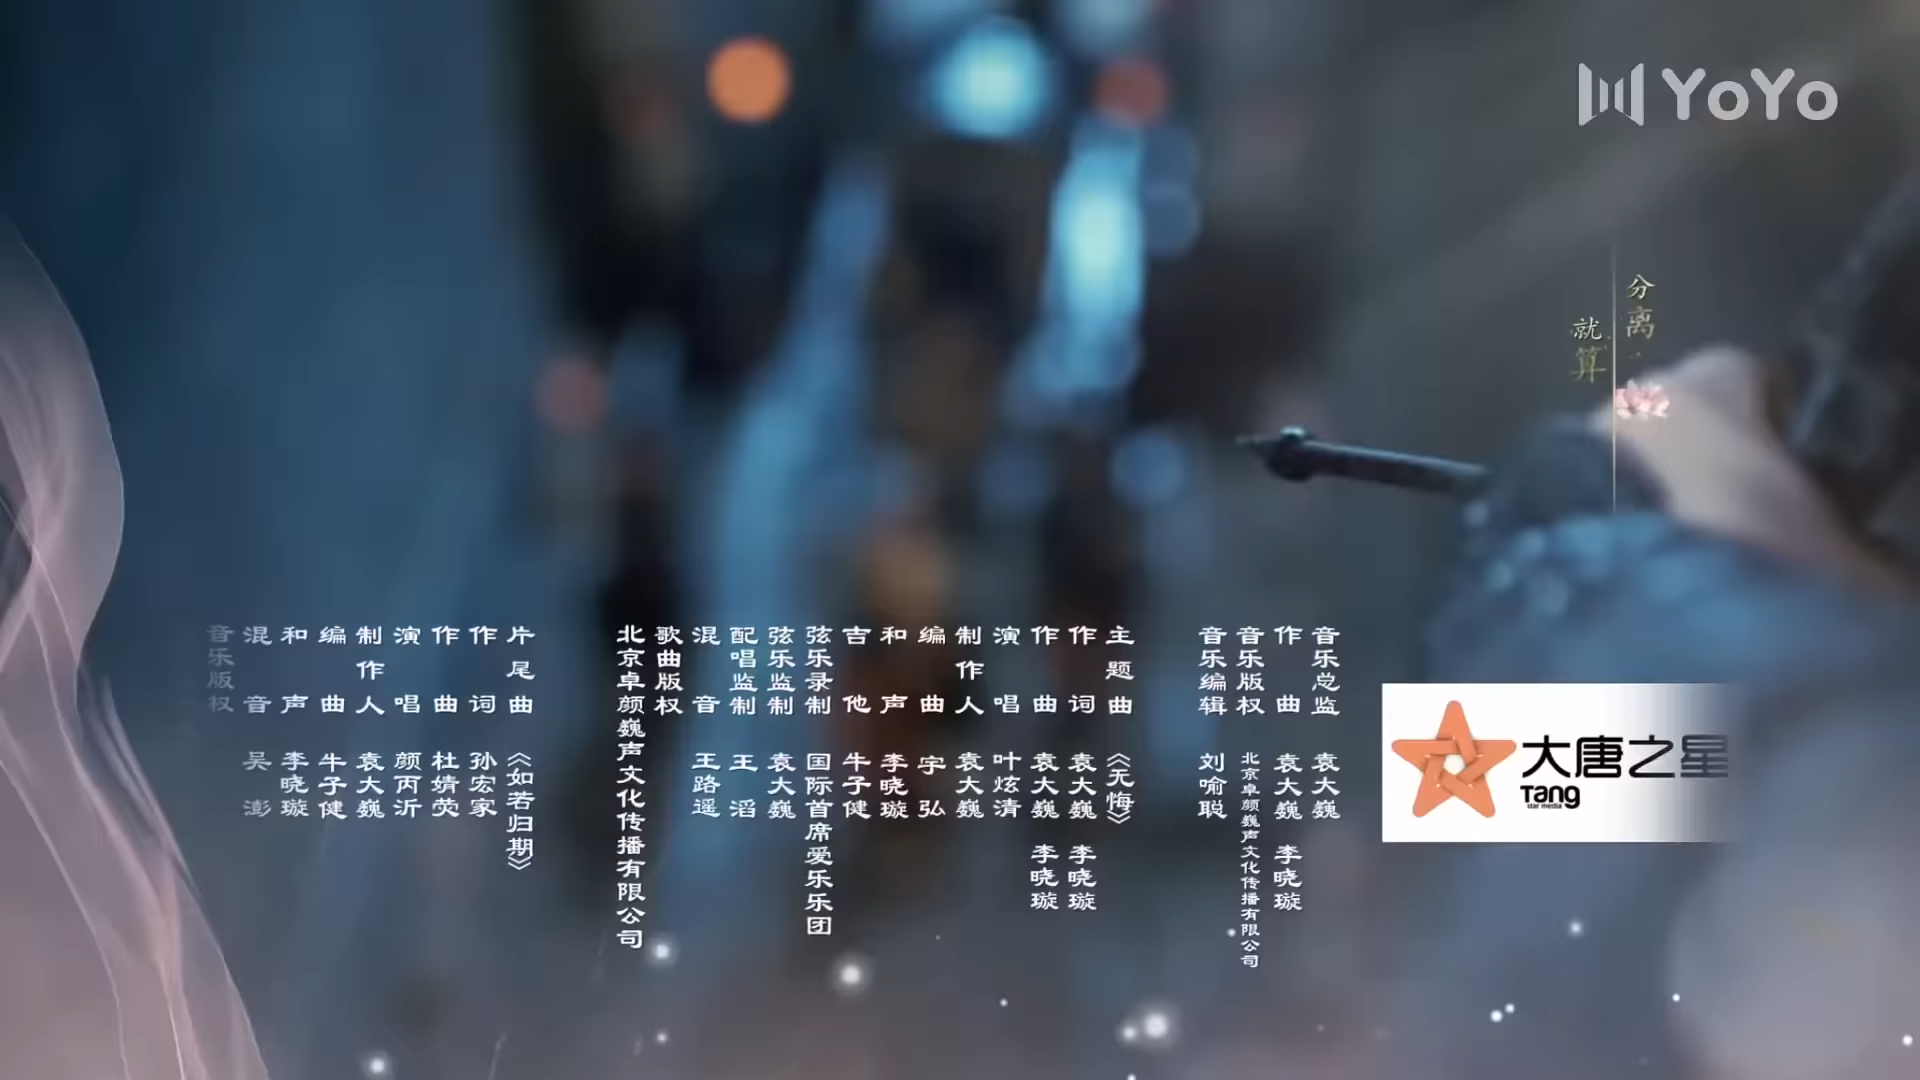 YoYo
分离
就算
大唐之星
Tang
star media
音乐总监 袁大巍
作曲 袁大巍 李晓璇
音乐版权 北京卓颜巍声文化传播有限公司
音乐编辑 刘喻聪
主题曲 《无悔》
作词 袁大巍 李晓璇
作曲 袁大巍 李晓璇
演唱 叶炫清
制作人 袁大巍
编曲 宇弘
和声 李晓璇
吉他 牛子健
弦乐录制 国际首席爱乐乐团
弦乐监制 袁大巍
配唱监制 王滔
混音 王路遥
歌曲版权
北京卓颜巍声文化传播有限公司
片尾曲 《如若归期》
作词 孙宏家
作曲 杜婧荧
演唱 颜丙沂
制作人 袁大巍
编曲 牛子健
和声 李晓璇
混音 吴澎
音乐版权